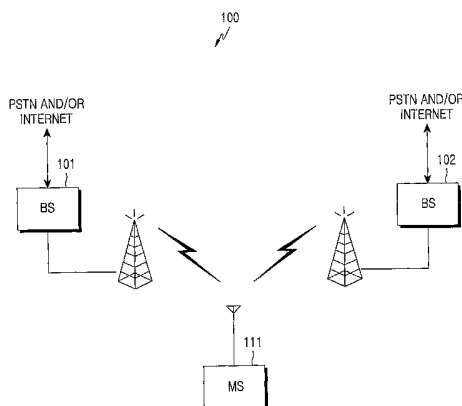 100
PSTN AND/OR
INTERNET
PSTN AND/OR
INTERNET
101
BS
102
BS
111
MS